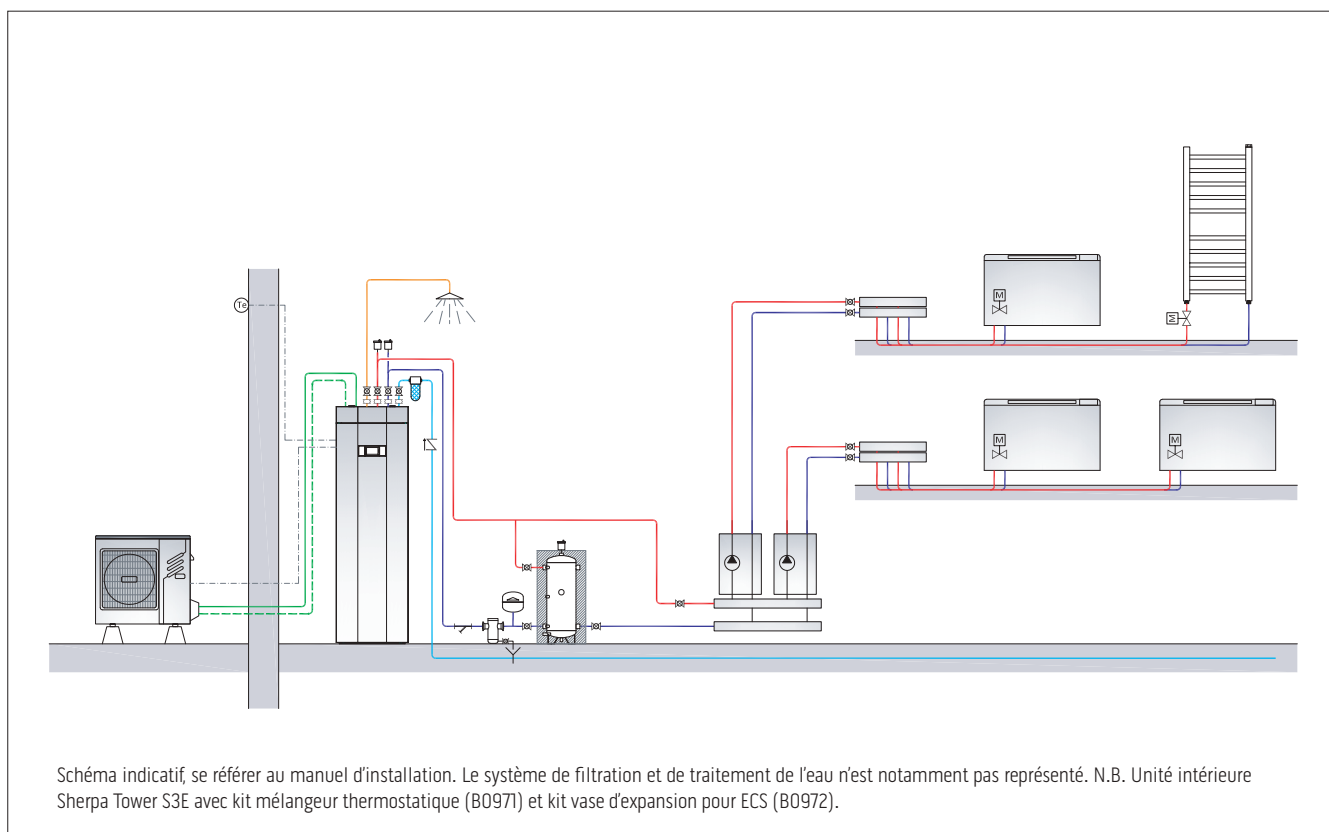 Te
M
M
M
M
M
Schéma indicatif, se référer au manuel d'installation. Le système de filtration et de traitement de l'eau n'est notamment pas représenté. N.B. Unité intérieure
Sherpa Tower S3E avec kit mélangeur thermostatique (B0971) et kit vase d'expansion pour ECS (B0972).